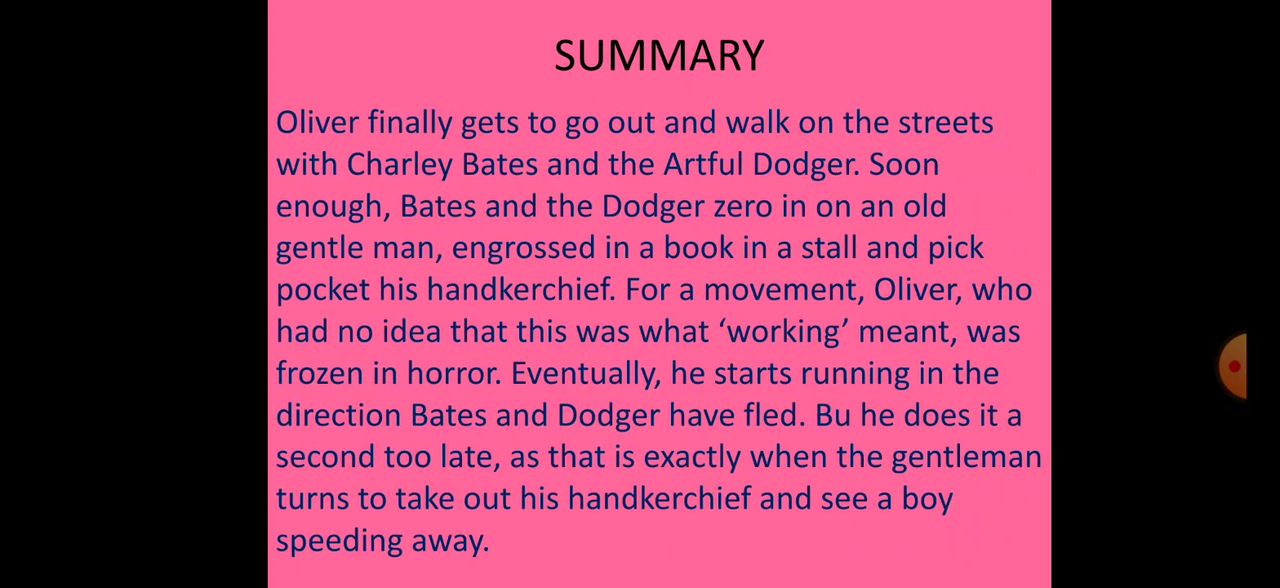 SUMMARY
Oliver finally gets to go out and walk on the streets
with Charley Bates and the Artful Dodger. Soon
enough, Bates and the Dodger zero in on an old
gentle man, engrossed in a book in a stall and pick
pocket his handkerchief. For a movement, Oliver, who
had no idea that this was what ‘working’ meant, was
frozen in horror. Eventually, he starts running in the
direction Bates and Dodger have fled. Bu he does it a
second too late, as that is exactly when the gentleman
turns to take out his handkerchief and see a boy
speeding away.